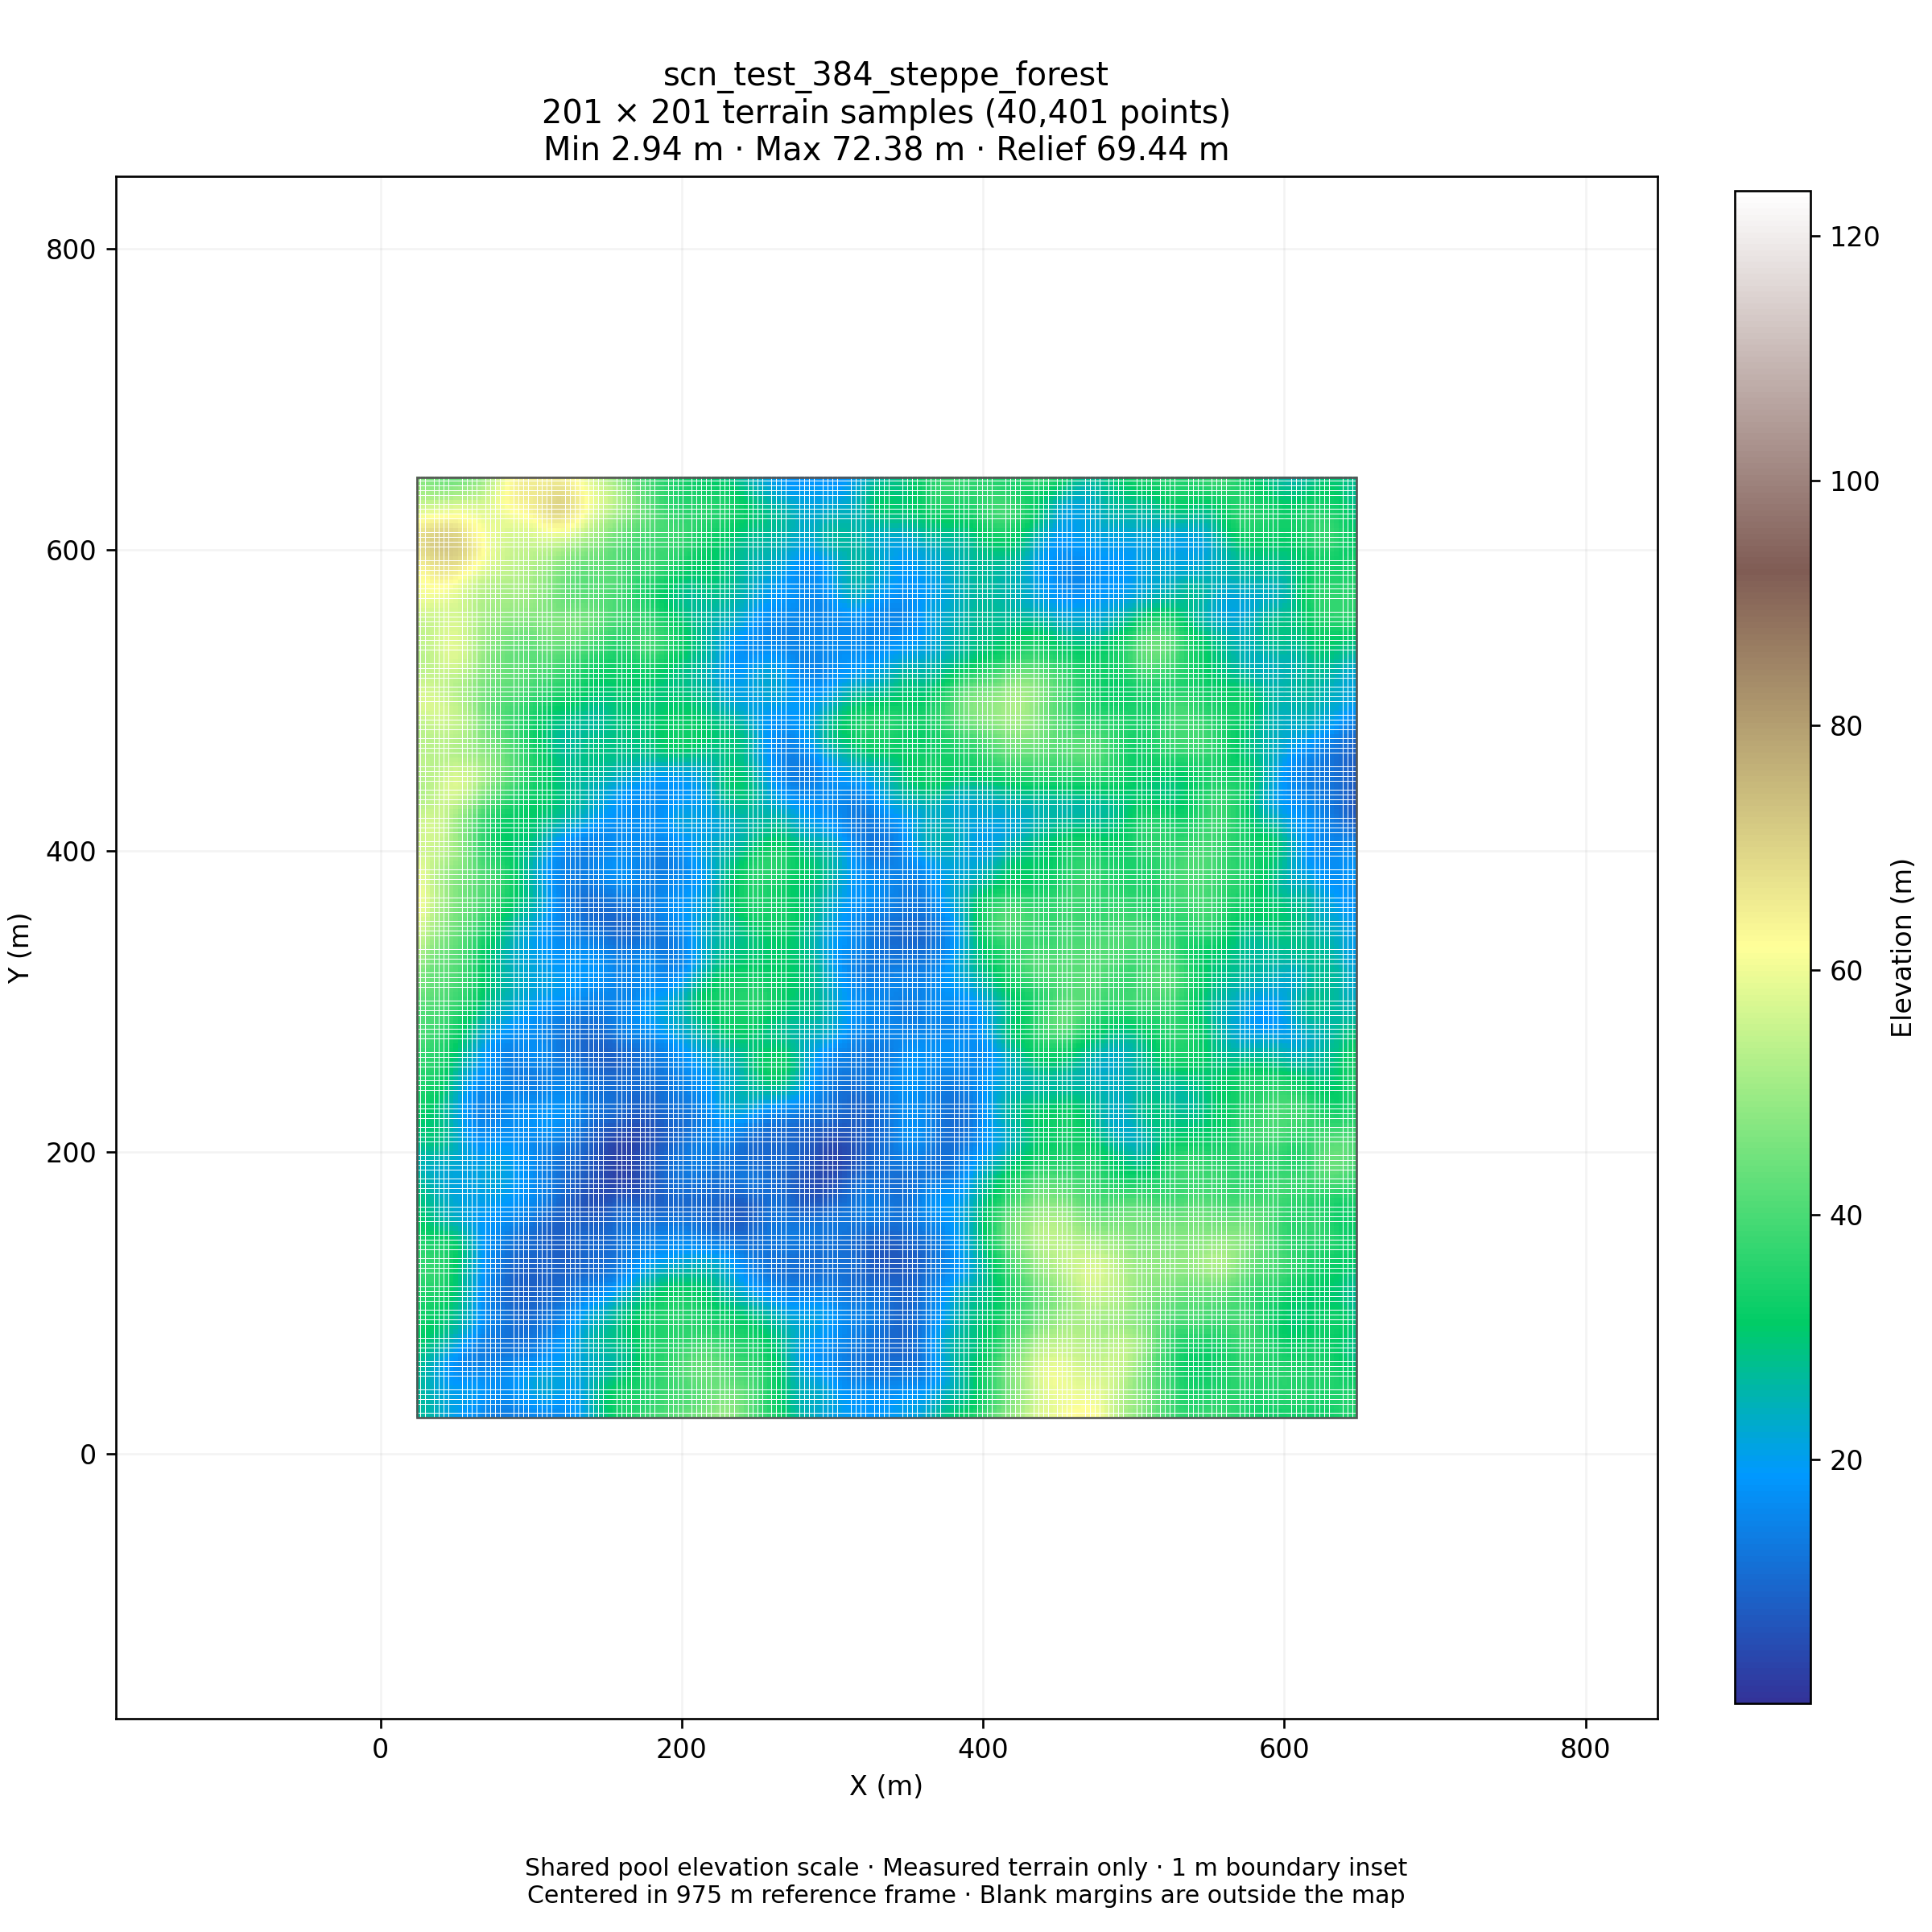 scn_test_384_steppe_forest
201 × 201 terrain samples (40,401 points)
Min 2.94 m · Max 72.38 m · Relief 69.44 m
800
600
400
200
0
Y (m)
0
200
400
600
800
X (m)
120
100
80
60
40
20
Elevation (m)
Shared pool elevation scale · Measured terrain only · 1 m boundary inset
Centered in 975 m reference frame · Blank margins are outside the map